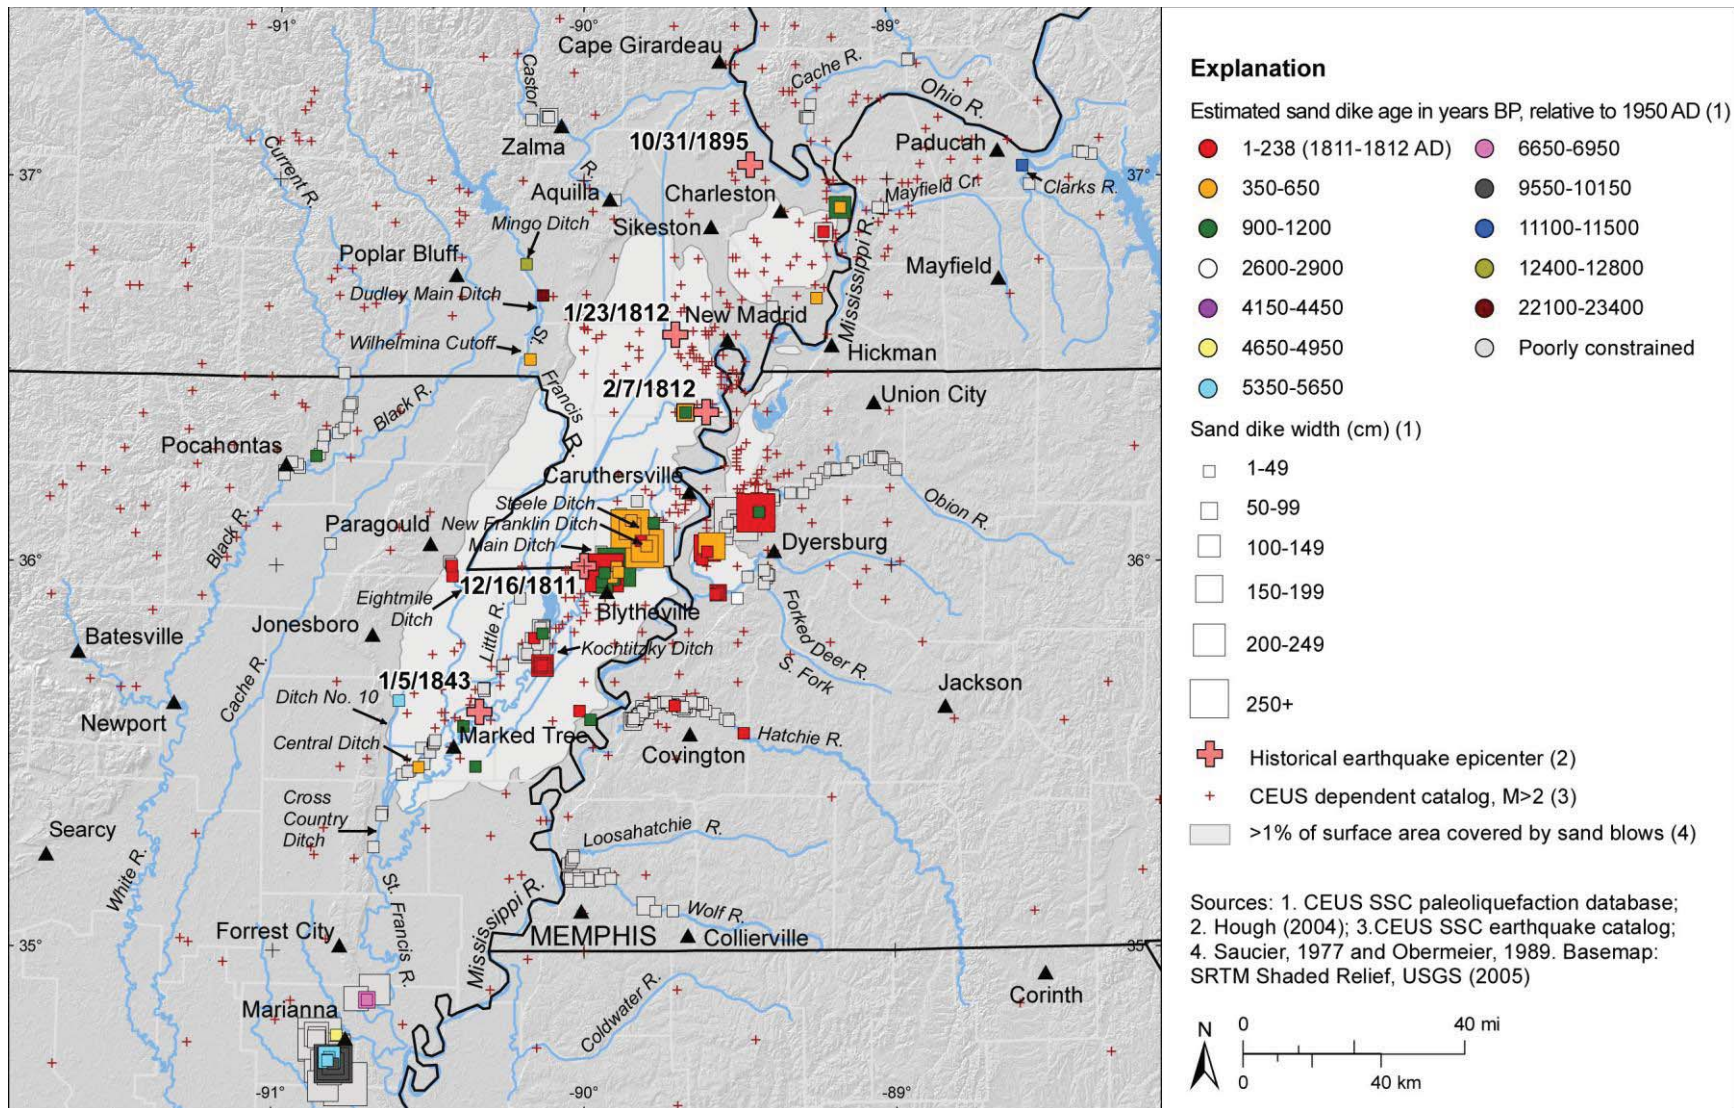 -91°
-90°
-89°
Cape Girardeau
Castor
Cache R.
Ohio R.
Zalma
10/31/1895
Paducah
Current R.
R.
37°
37°
Aquilla
Charleston
Mayfield Cr.
Clarks R.
Mingo Ditch
Sikeston
Poplar Bluff
Mississippi R.
Mayfield
Dudley Main Ditch
1/23/1812
New Madrid
St.
Wilhelmina Cutoff
Hickman
Francis
R.
2/7/1812
Union City
Black R.
Pocahontas
Caruthersville
Steele Ditch
Obion R.
Black R.
Paragould
New Franklin Ditch
Main Ditch
Dyersburg
36°
36°
12/16/1811
Eightmile
Ditch
Blytheville
Batesville
Jonesboro
Little R.
Kochtitzky Ditch
Forked Deer R.
S. Fork
1/5/1843
Cache R.
Ditch No. 10
Jackson
Newport
Central Ditch
Marked Tree
Hatchie R.
Covington
Cross
Country
Ditch
Searcy
Loosahatchie R.
White R.
St.
Francis R.
Mississippi R.
Wolf R.
Forrest City
MEMPHIS
Collierville
35°
35°
Corinth
Marianna
Coldwater R.
-91°
-90°
-89°
Explanation
Estimated sand dike age in years BP, relative to 1950 AD (1)
1-238 (1811-1812 AD)
6650-6950
350-650
9550-10150
900-1200
11100-11500
2600-2900
12400-12800
4150-4450
22100-23400
4650-4950
Poorly constrained
5350-5650
Sand dike width (cm) (1)
1-49
50-99
100-149
150-199
200-249
250+
Historical earthquake epicenter (2)
CEUS dependent catalog, M>2 (3)
>1% of surface area covered by sand blows (4)
Sources: 1. CEUS SSC paleoliquefaction database;
2. Hough (2004); 3.CEUS SSC earthquake catalog;
4. Saucier, 1977 and Obermeier, 1989. Basemap:
SRTM Shaded Relief, USGS (2005)
N
0
40 mi
0
40 km